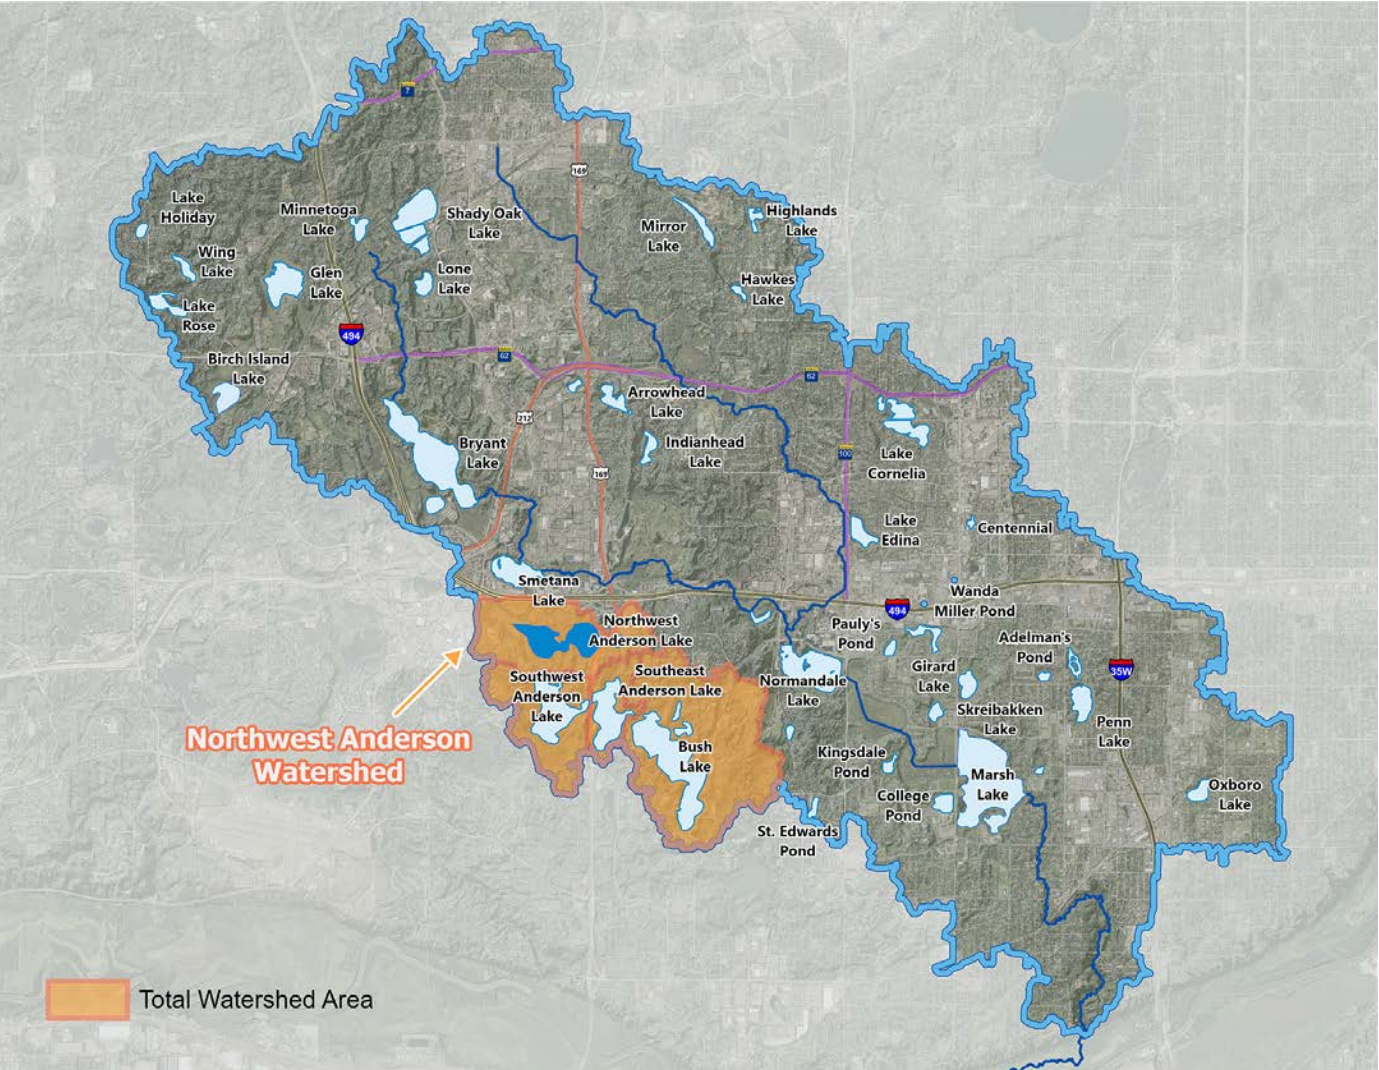 7
169
Lake
Holiday
Minnetoga
Lake
Shady Oak
Lake
Mirror
Lake
Highlands
Lake
Wing
Lake
Glen
Lake
Lone
Lake
Hawkes
Lake
Lake
Rose
494
Birch Island
Lake
62
62
Arrowhead
Lake
212
Bryant
Lake
Indianhead
Lake
100
Lake
Cornelia
169
Lake
Edina
Centennial
Smetana
Lake
Wanda
Miller Pond
494
Northwest
Anderson Lake
Pauly's
Pond
Adelman's
Pond
Southwest
Anderson
Lake
Southeast
Anderson Lake
Normandale
Lake
Girard
Lake
35W
Skreibakken
Lake
Penn
Lake
Northwest Anderson
Watershed
Bush
Lake
Kingsdale
Pond
Marsh
Lake
College
Pond
Oxboro
Lake
St. Edwards
Pond
Total Watershed Area